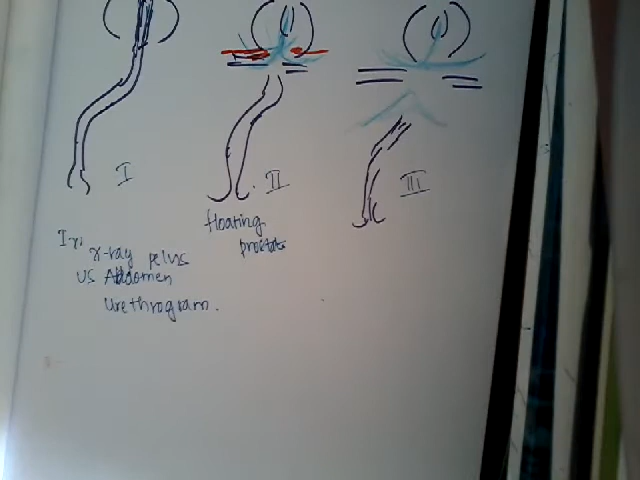 I
II
III
floating
prostate
Ix,
x-ray pelvis
US Abdomen
urethrogram.